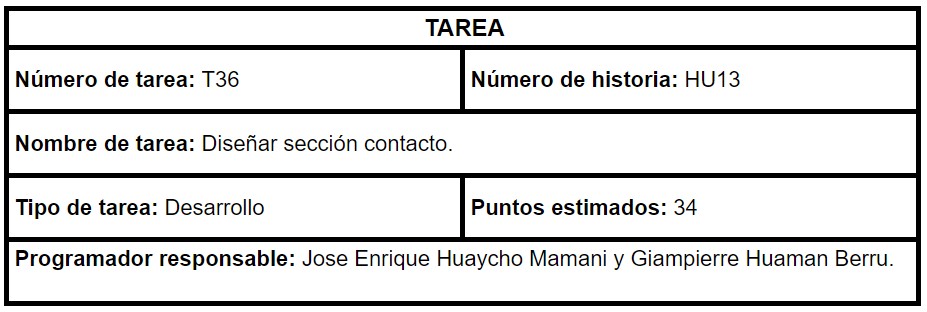 TAREA
Número de tarea: T36
Número de historia: HU13
Nombre de tarea: Diseñar sección contacto.
Tipo de tarea: Desarrollo
Puntos estimados: 34
Programador responsable: Jose Enrique Huaycho Mamani y Giampierre Huaman Berru.